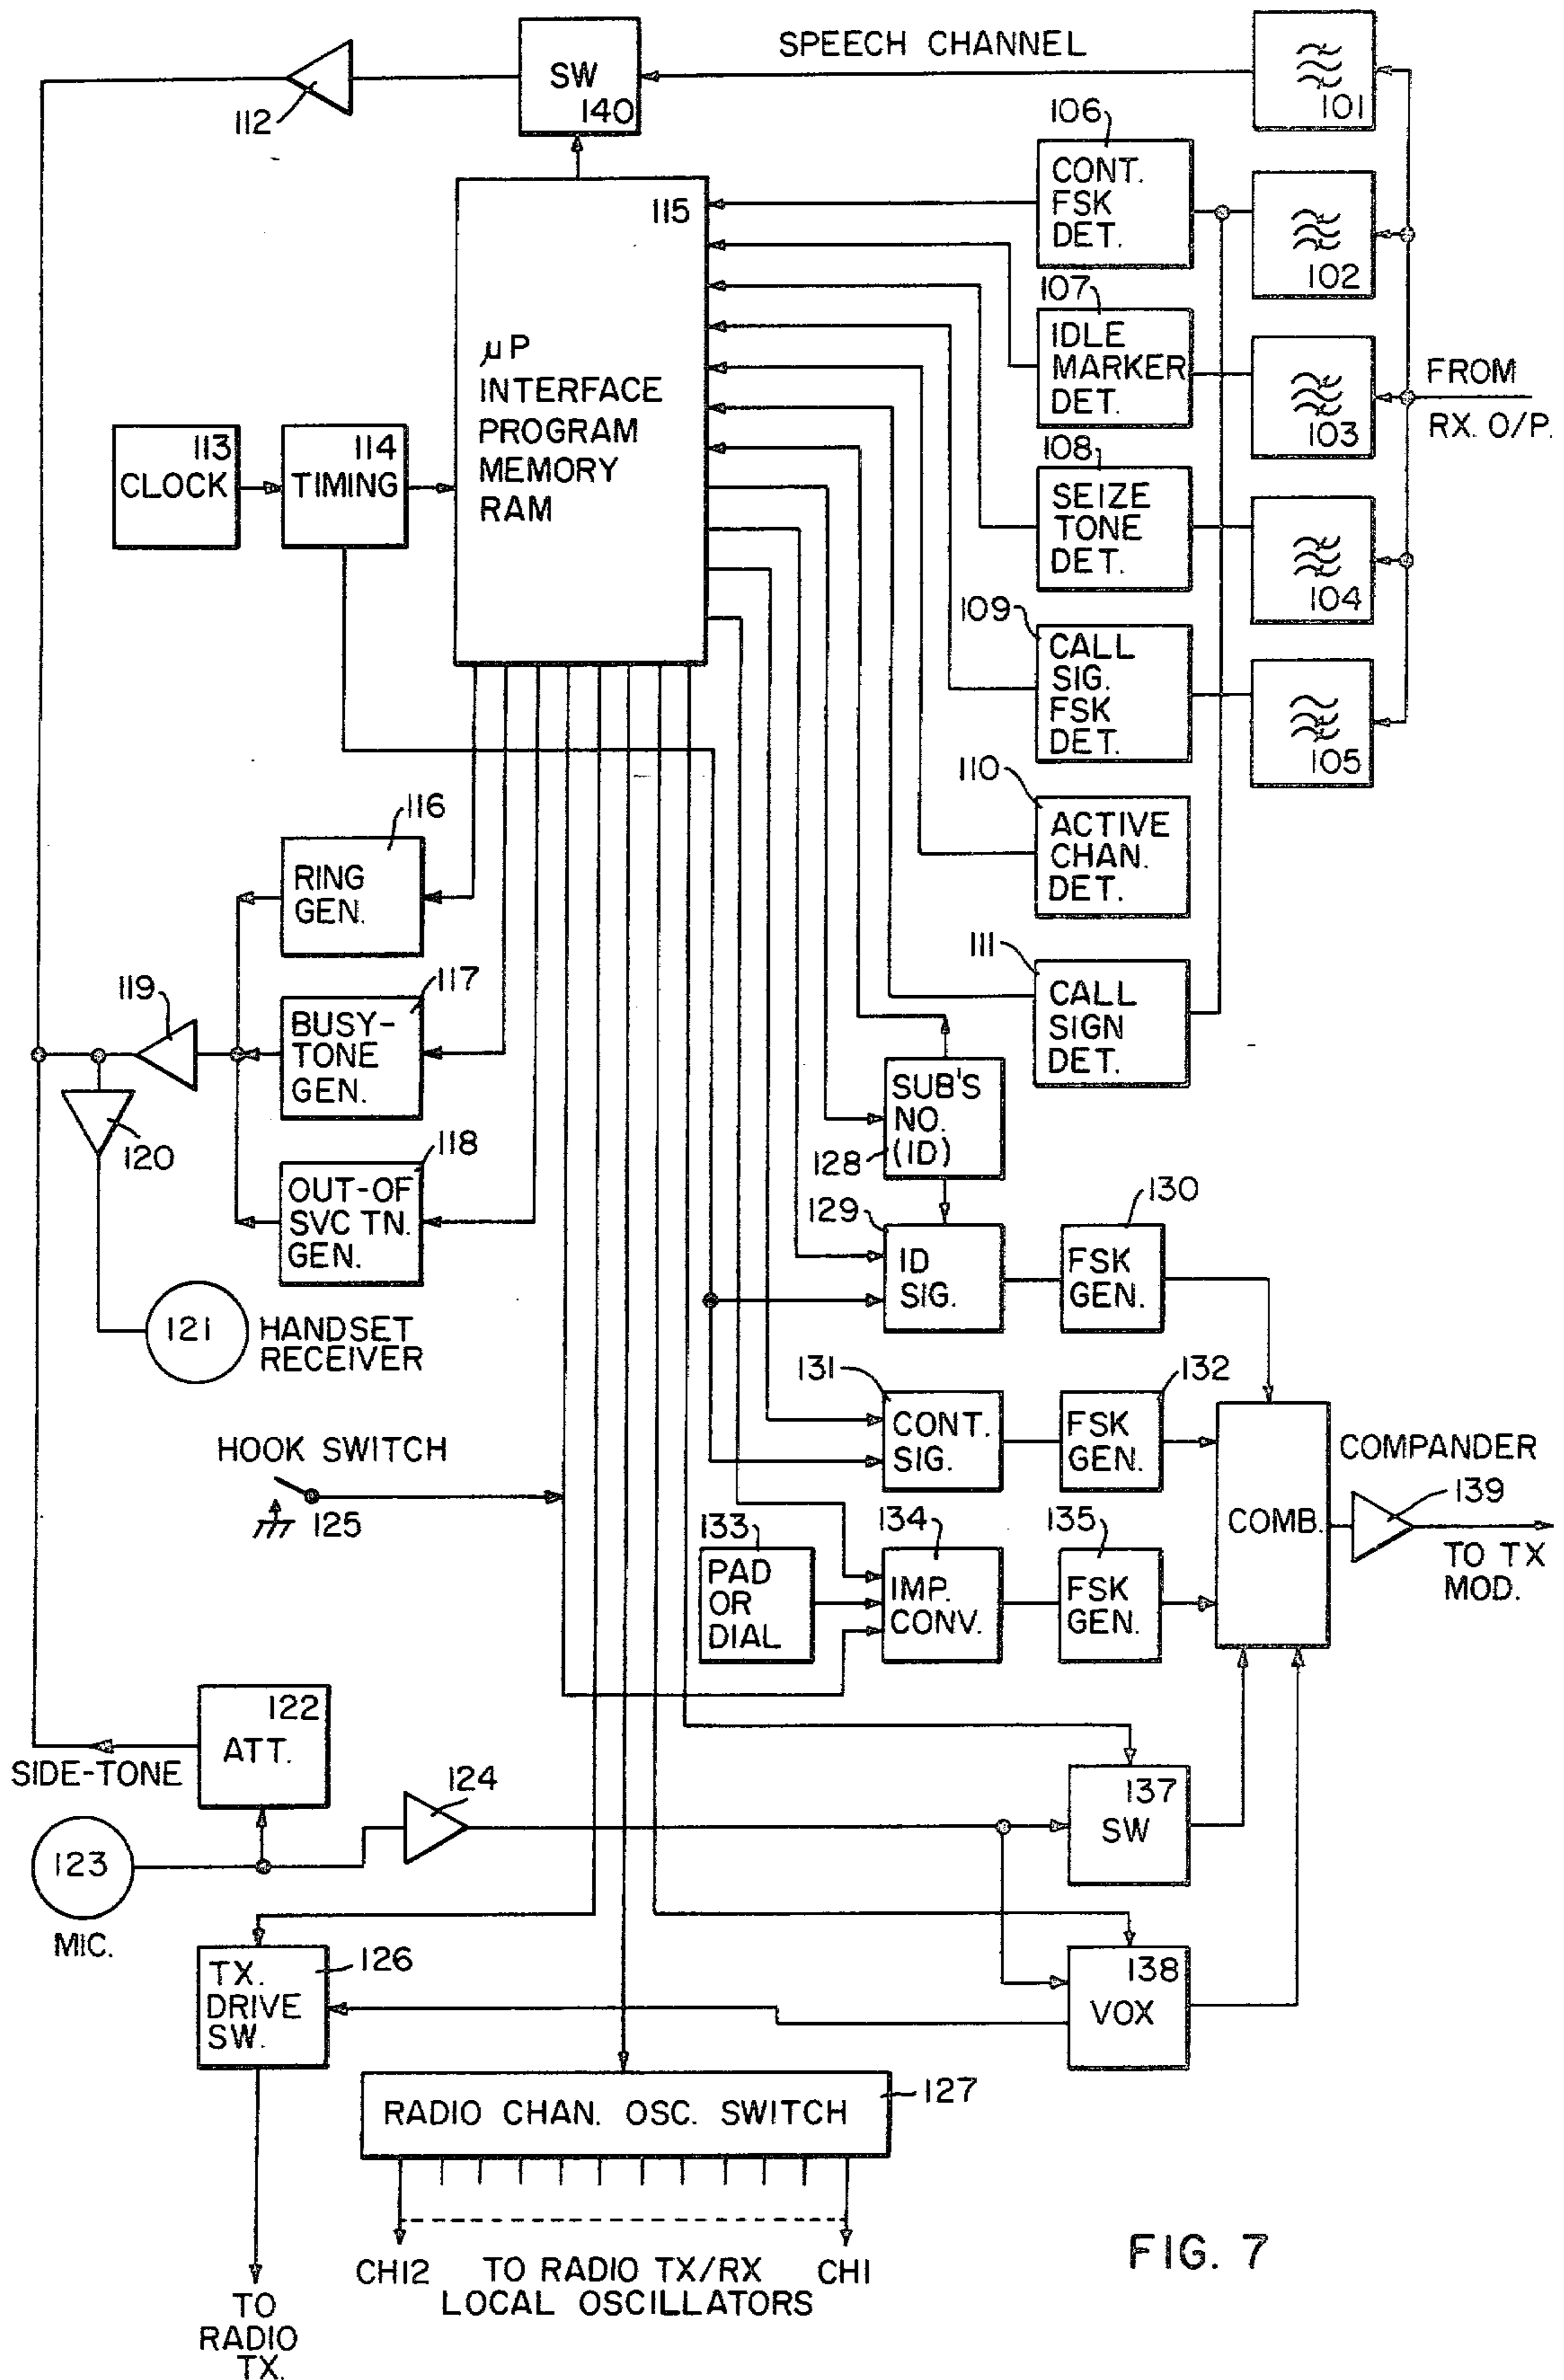 SPEECH CHANNEL
SW
140
101
112
106
CONT.
FSK
DET.
102
115
µP
INTERFACE
PROGRAM
MEMORY
RAM
107
IDLE
MARKER
DET.
103
FROM
RX. O/P.
113
CLOCK
114
TIMING
108
SEIZE
TONE
DET.
104
109
CALL
SIG.
FSK
DET.
105
110
ACTIVE
CHAN.
DET.
116
RING
GEN.
111
CALL
SIGN
DET.
119
117
BUSY-
TONE
GEN.
120
SUB'S
NO.
(ID)
128
118
OUT-OF
SVC TN.
GEN.
129
ID
SIG.
130
FSK
GEN.
121
HANDSET
RECEIVER
131
CONT.
SIG.
132
FSK
GEN.
HOOK SWITCH
125
COMPANDER
139
COMB.
TO TX
MOD.
133
PAD
OR
DIAL
134
IMP.
CONV.
135
FSK
GEN.
122
ATT.
SIDE-TONE
124
137
SW
123
MIC.
TX.
DRIVE
SW.
126
138
VOX
RADIO CHAN. OSC. SWITCH
127
CH12
TO RADIO TX/RX
LOCAL OSCILLATORS
CH1
TO
RADIO
TX.
FIG. 7